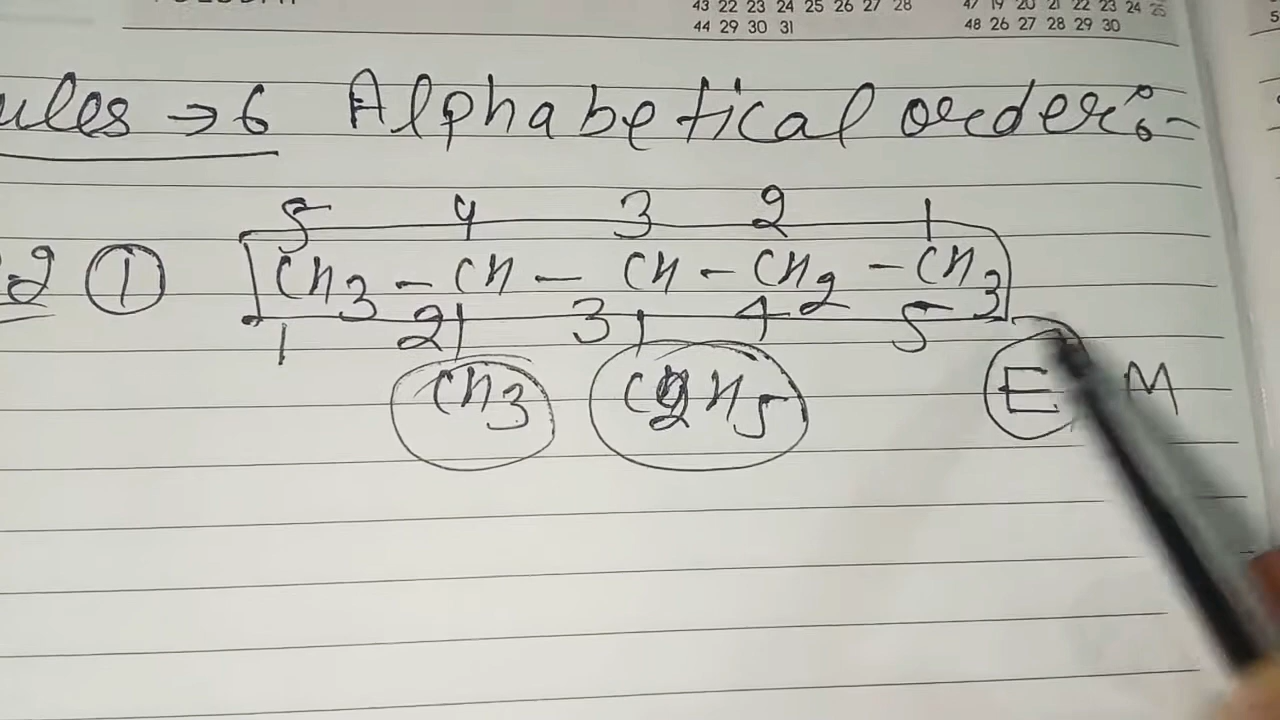 43 22 23 24 25 26 27 28 47 19 20 21 22 23 24 25
44 29 30 31 48 26 27 28 29 30
ules → 6 Alphabetical order:-
5 4 3 2 1
2 ① CH3 - CH - CH - CH2 - CH3
1 2 3 4 5
CH3 C2H5 E M